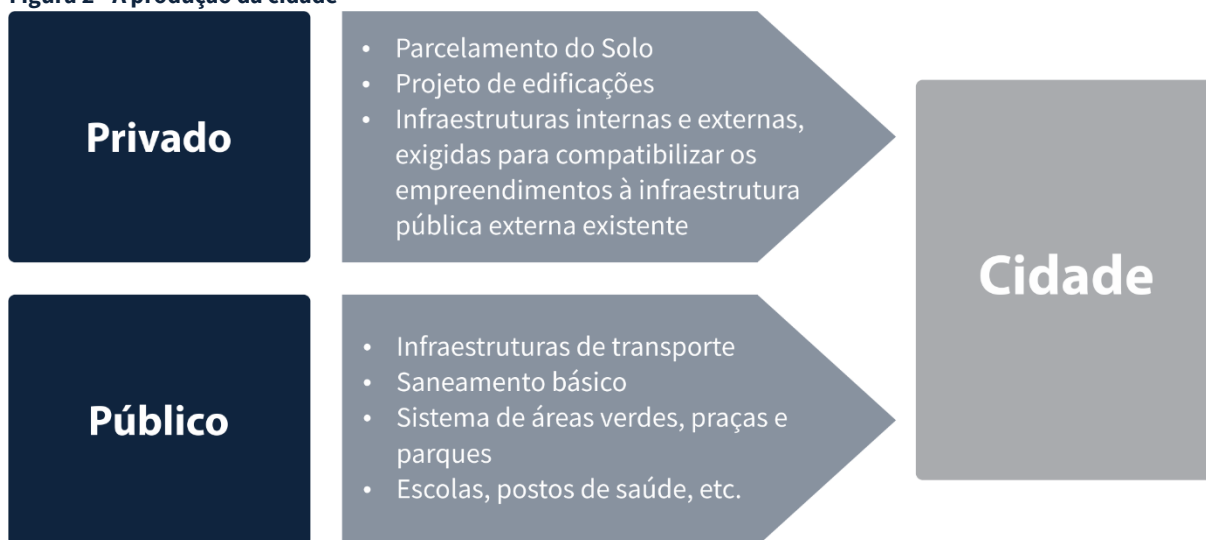 Figura 2 - A produção da cidade
Privado
• Parcelamento do Solo
• Projeto de edificações
• Infraestruturas internas e externas,
exigidas para compatibilizar os
empreendimentos à infraestrutura
pública externa existente
Público
• Infraestruturas de transporte
• Saneamento básico
• Sistema de áreas verdes, praças e
parques
• Escolas, postos de saúde, etc.
Cidade